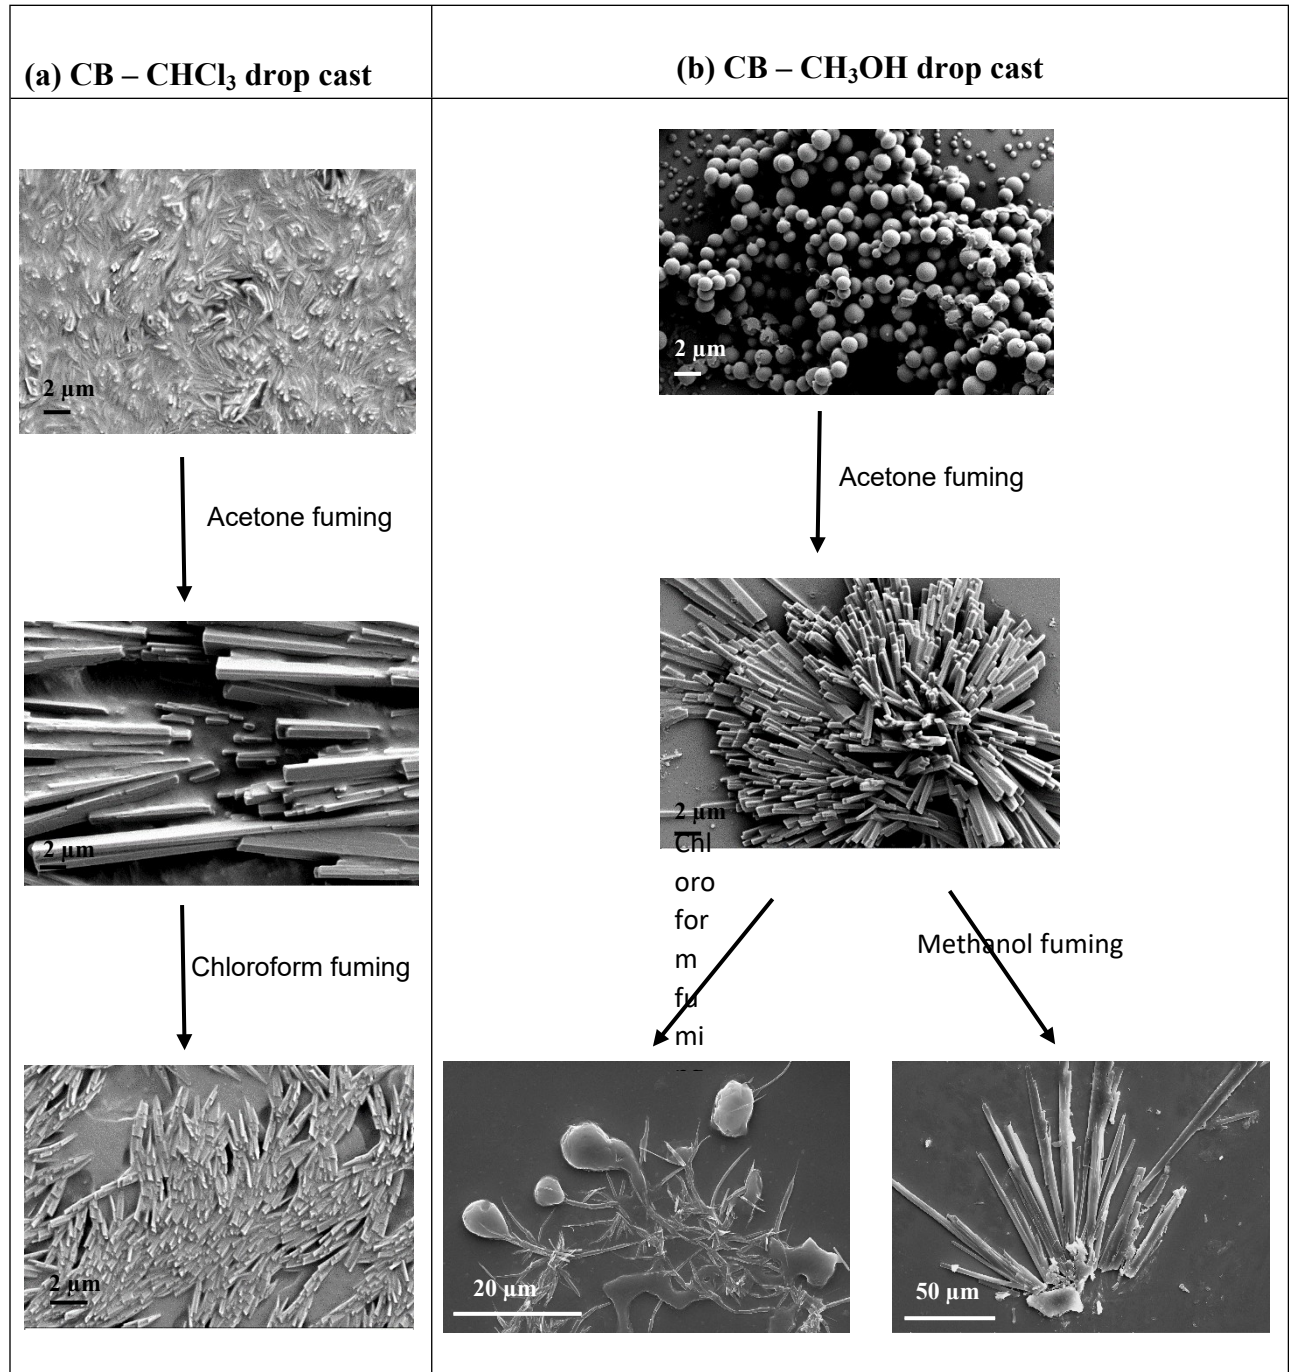 (a) CB – CHCl₃ drop cast
(b) CB – CH₃OH drop cast
2 µm
2 µm
Acetone fuming
Acetone fuming
2 µm
2 µm
Chl
oro
for
m
fu
mi
Chloroform fuming
Methanol fuming
2 µm
20 µm
50 µm